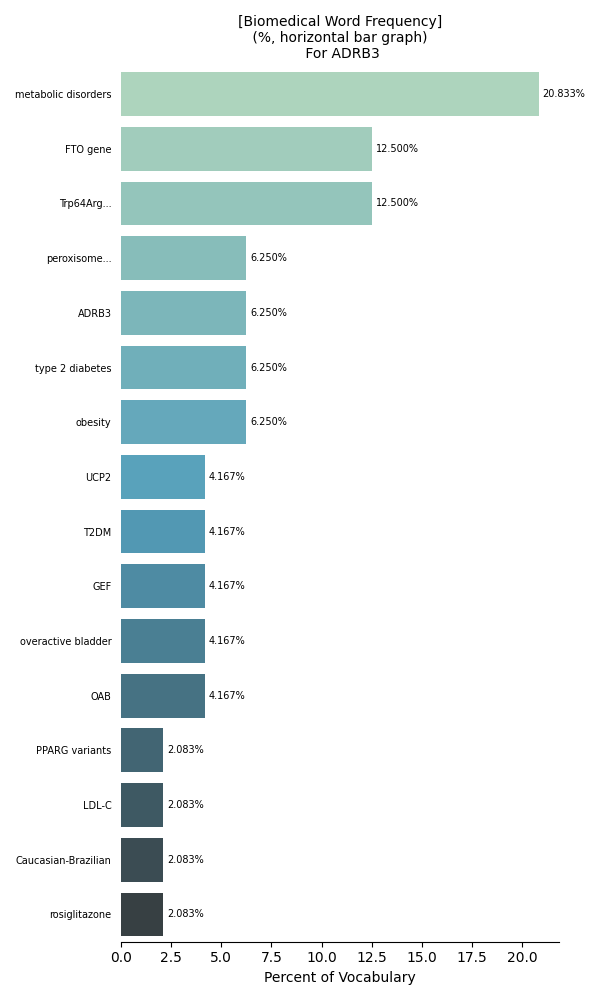 [Biomedical Word Frequency]
(%, horizontal bar graph)
For ADRB3
metabolic disorders 20.833%
FTO gene 12.500%
Trp64Arg... 12.500%
peroxisome... 6.250%
ADRB3 6.250%
type 2 diabetes 6.250%
obesity 6.250%
UCP2 4.167%
T2DM 4.167%
GEF 4.167%
overactive bladder 4.167%
OAB 4.167%
PPARG variants 2.083%
LDL-C 2.083%
Caucasian-Brazilian 2.083%
rosiglitazone 2.083%
0.0 2.5 5.0 7.5 10.0 12.5 15.0 17.5 20.0
Percent of Vocabulary